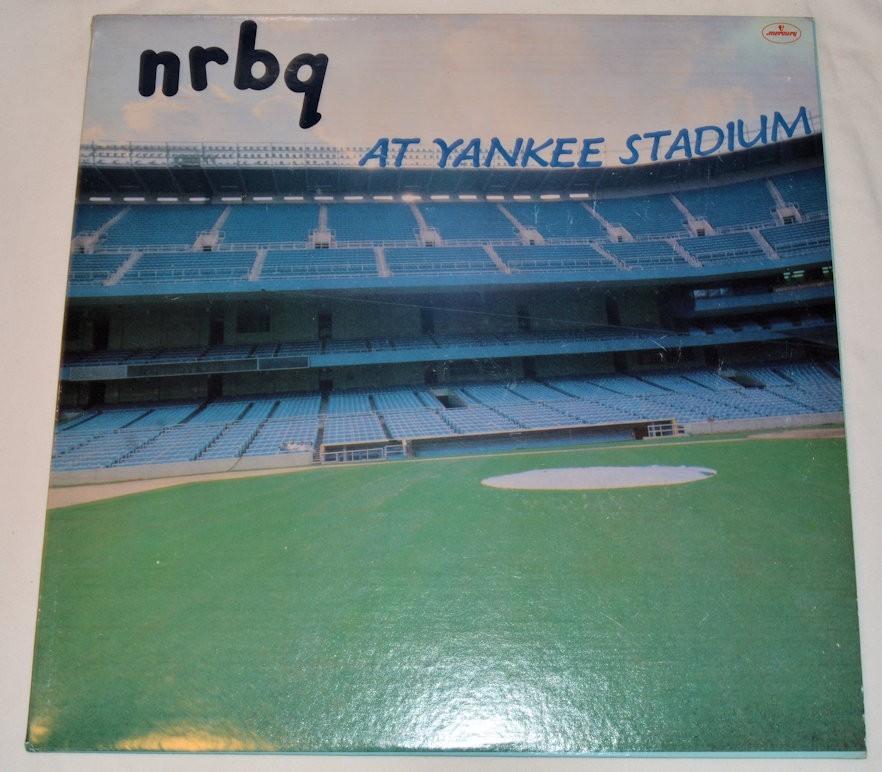 nrbq
mercury
AT YANKEE STADIUM